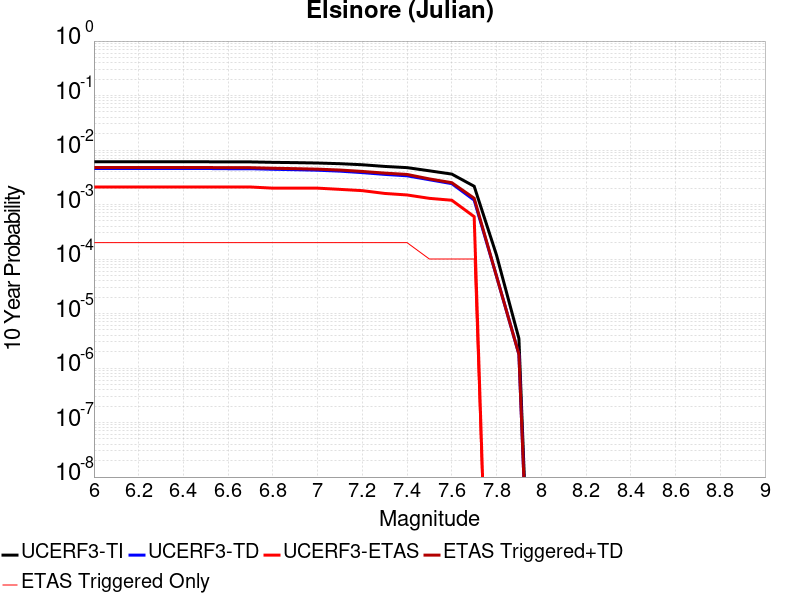 Elsinore (Julian)
10^0
10^-1
10^-2
10^-3
10^-4
10^-5
10^-6
10^-7
10^-8
10 Year Probability
6 6.2 6.4 6.6 6.8 7 7.2 7.4 7.6 7.8 8 8.2 8.4 8.6 8.8 9
Magnitude
UCERF3-TI UCERF3-TD UCERF3-ETAS ETAS Triggered+TD
ETAS Triggered Only